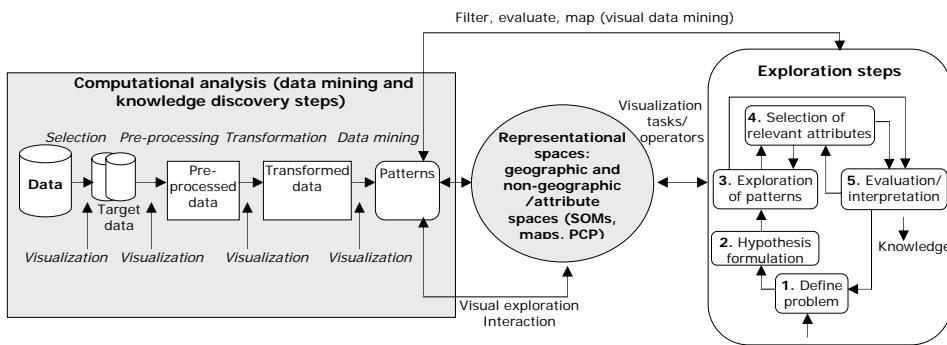 Filter, evaluate, map (visual data mining)
Computational analysis (data mining and
knowledge discovery steps)
Selection
Pre-processing
Transformation
Data mining
Data
Target
data
Pre-
processed
data
Transformed
data
Patterns
Visualization
Visualization
Visualization
Visualization
Representational
spaces:
geographic and
non-geographic
/attribute
spaces (SOMs,
maps, PCP)
Visual exploration
Interaction
Visualization
tasks/
operators
Exploration steps
4. Selection of
relevant attributes
3. Exploration
of patterns
5. Evaluation/
interpretation
Knowledge
2. Hypothesis
formulation
1. Define
problem